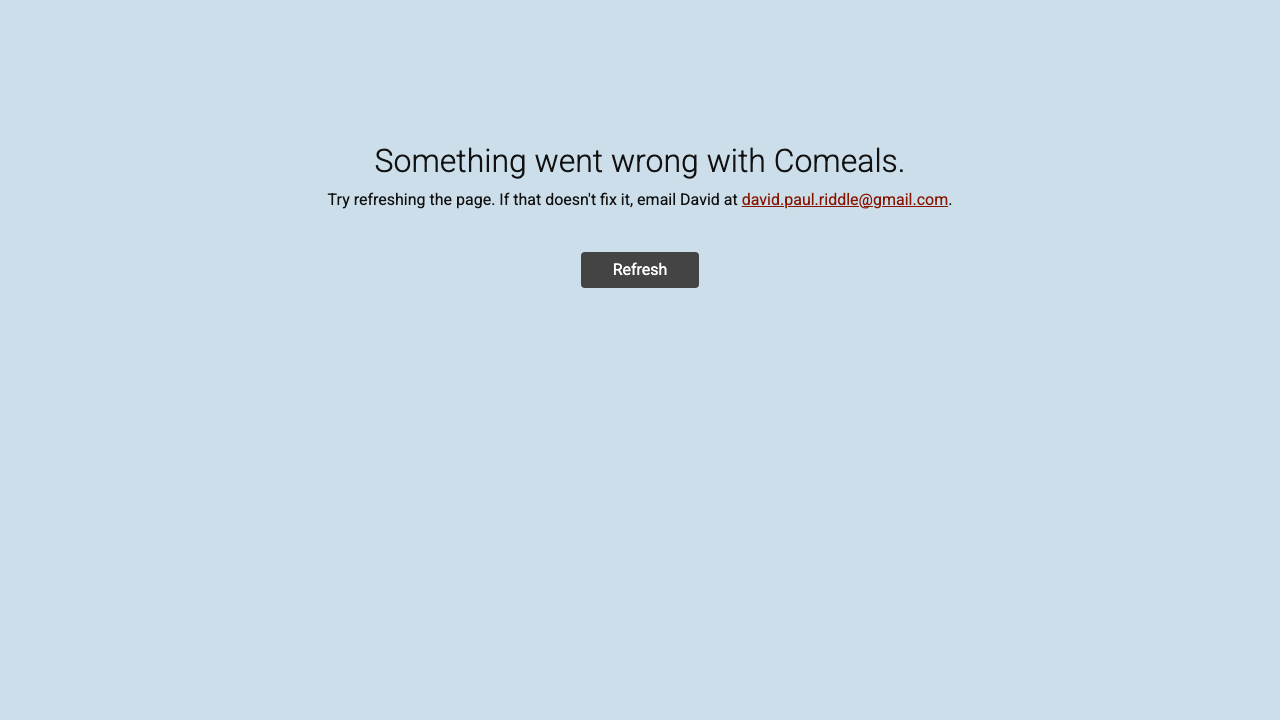 Something went wrong with Comeals.
Try refreshing the page. If that doesn't fix it, email David at david.paul.riddle@gmail.com.
Refresh